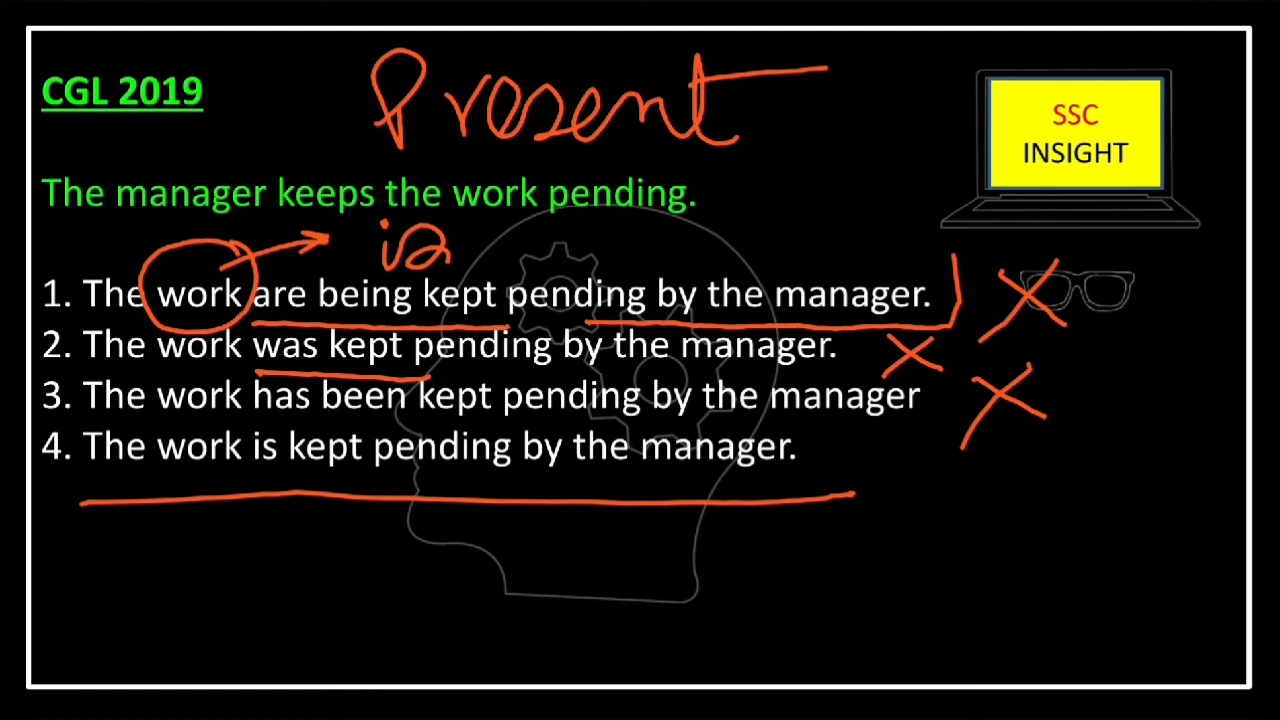 CGL 2019
Present
SSC
INSIGHT
The manager keeps the work pending.
is
1. The work are being kept pending by the manager.
2. The work was kept pending by the manager.
3. The work has been kept pending by the manager
4. The work is kept pending by the manager.